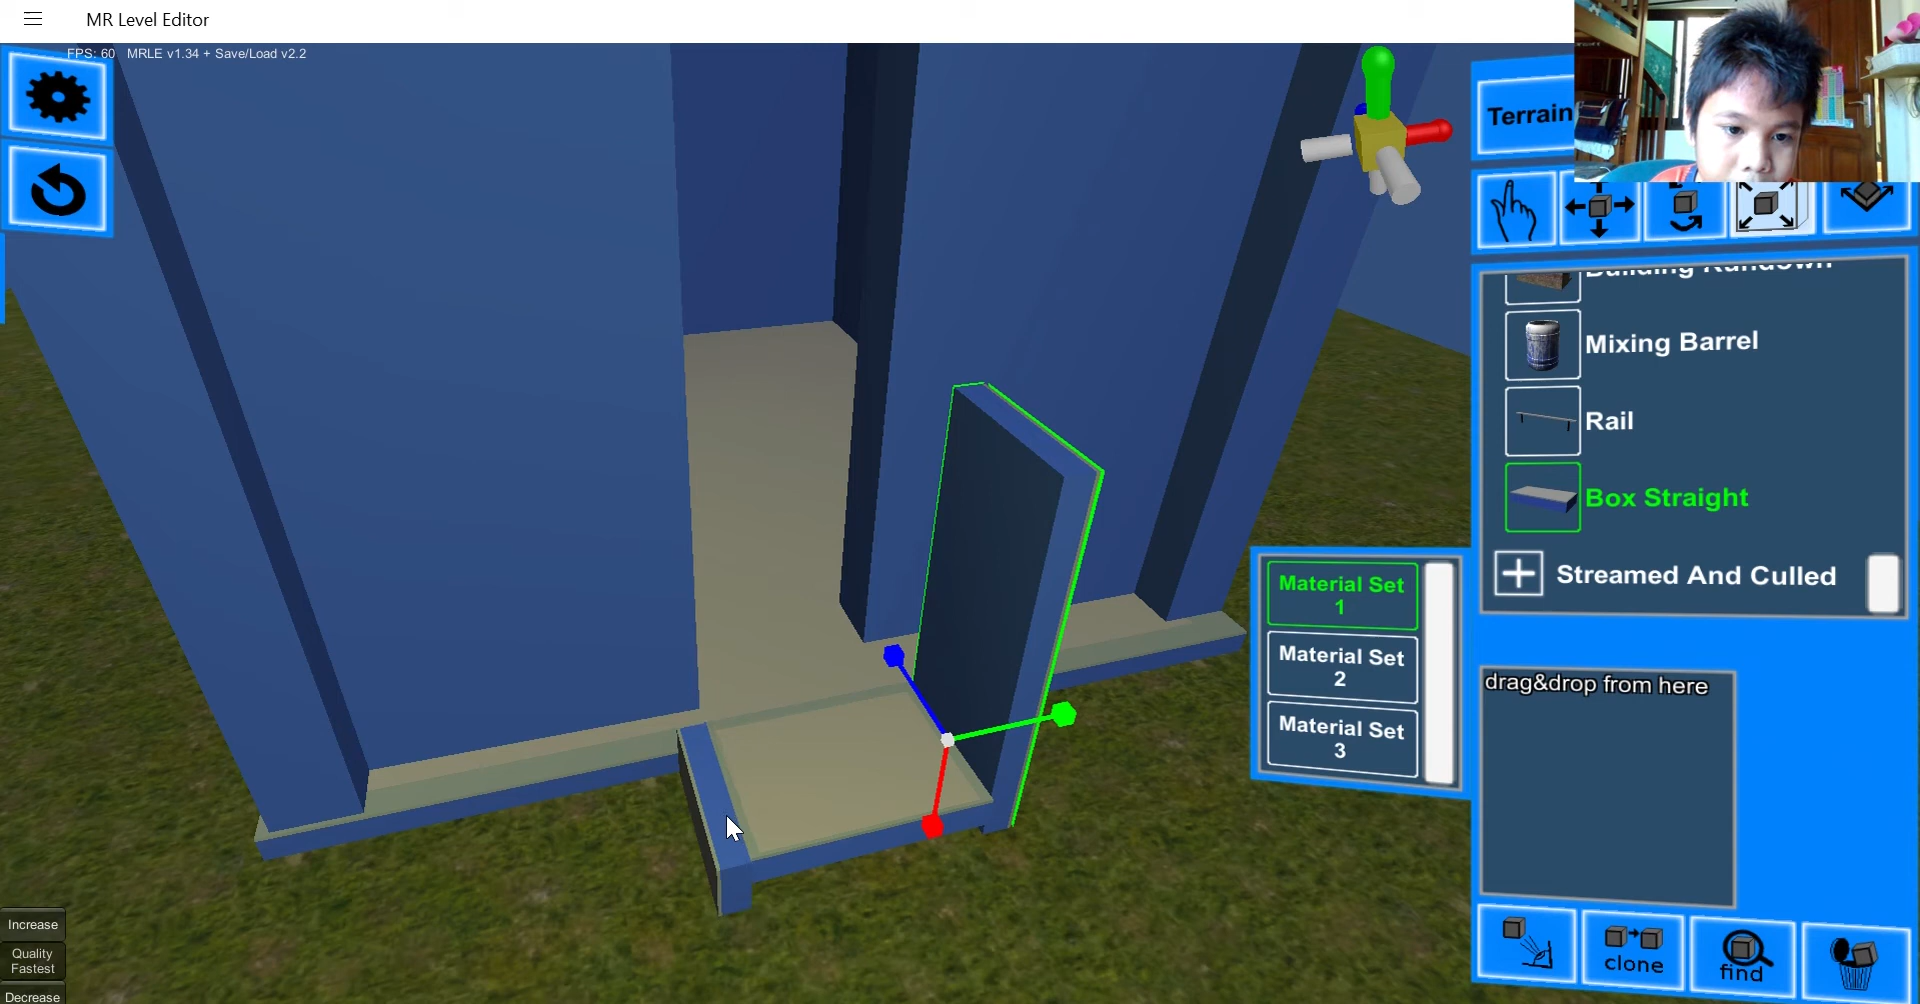 MR Level Editor
FPS: 60 MRLE v1.34 + Save/Load v2.2
Terrain
Building Rundown
Mixing Barrel
Rail
Box Straight
Streamed And Culled
Material Set
1
Material Set
2
Material Set
3
drag&drop from here
Increase
Quality
Fastest
Decrease
clone
find